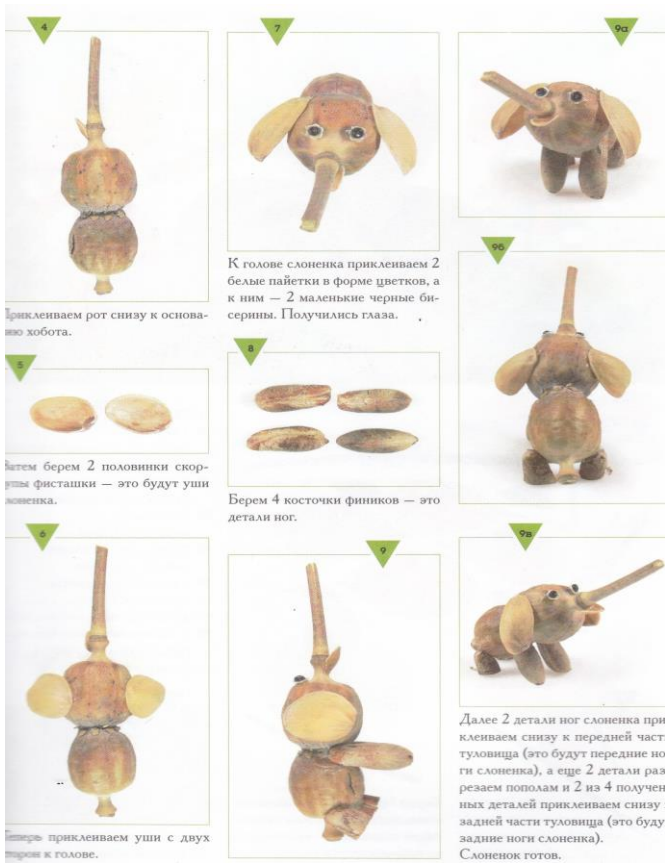 4
Приклеиваем рот снизу к основа-
нию хобота.
5
Затем берем 2 половинки скор-
лупы фисташки — это будут уши
слоненка.
6
Теперь приклеиваем уши с двух
сторон к голове.
7
К голове слоненка приклеиваем 2
белые пайетки в форме цветков, а
к ним — 2 маленькие черные би-
серины. Получились глаза.
8
Берем 4 косточки фиников — это
детали ног.
9
9а
9б
9в
Далее 2 детали ног слоненка при
клеиваем снизу к передней част
туловища (это будут передние но
ги слоненка), а еще 2 детали раз
резаем пополам и 2 из 4 получен
ных деталей приклеиваем снизу
задней части туловища (это буду
задние ноги слоненка).
Слоненок готов.